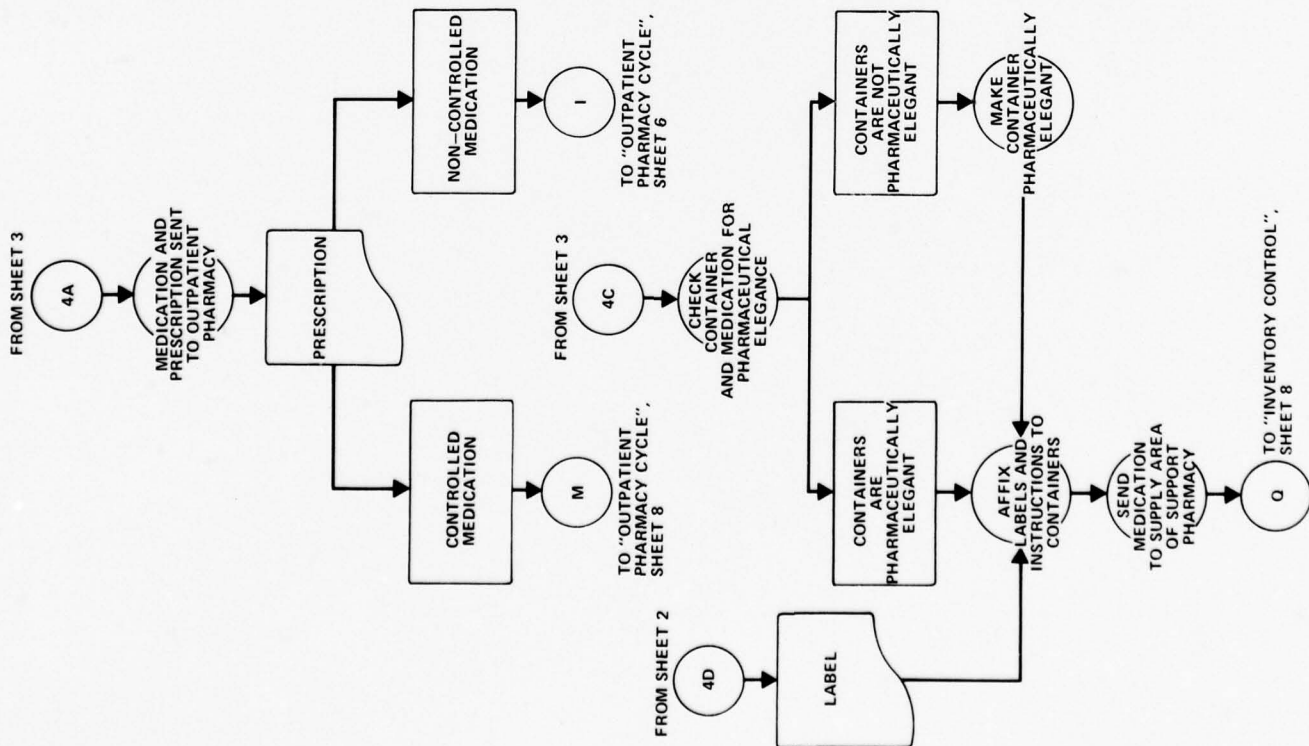 FROM SHEET 3
4A
MEDICATION AND
PRESCRIPTION SENT
TO OUTPATIENT
PHARMACY
PRESCRIPTION
CONTROLLED
MEDICATION
M
TO "OUTPATIENT
PHARMACY CYCLE",
SHEET 8
NON-CONTROLLED
MEDICATION
I
TO "OUTPATIENT
PHARMACY CYCLE",
SHEET 6
FROM SHEET 3
4C
CHECK
CONTAINER
AND MEDICATION FOR
PHARMACEUTICAL
ELEGANCE
CONTAINERS
ARE
PHARMACEUTICALLY
ELEGANT
CONTAINERS
ARE NOT
PHARMACEUTICALLY
ELEGANT
MAKE
CONTAINER
PHARMACEUTICALLY
ELEGANT
FROM SHEET 2
4D
LABEL
AFFIX
LABELS AND
INSTRUCTIONS TO
CONTAINERS
SEND
MEDICATION
TO SUPPLY AREA
OF SUPPORT
PHARMACY
Q
TO "INVENTORY CONTROL",
SHEET 8